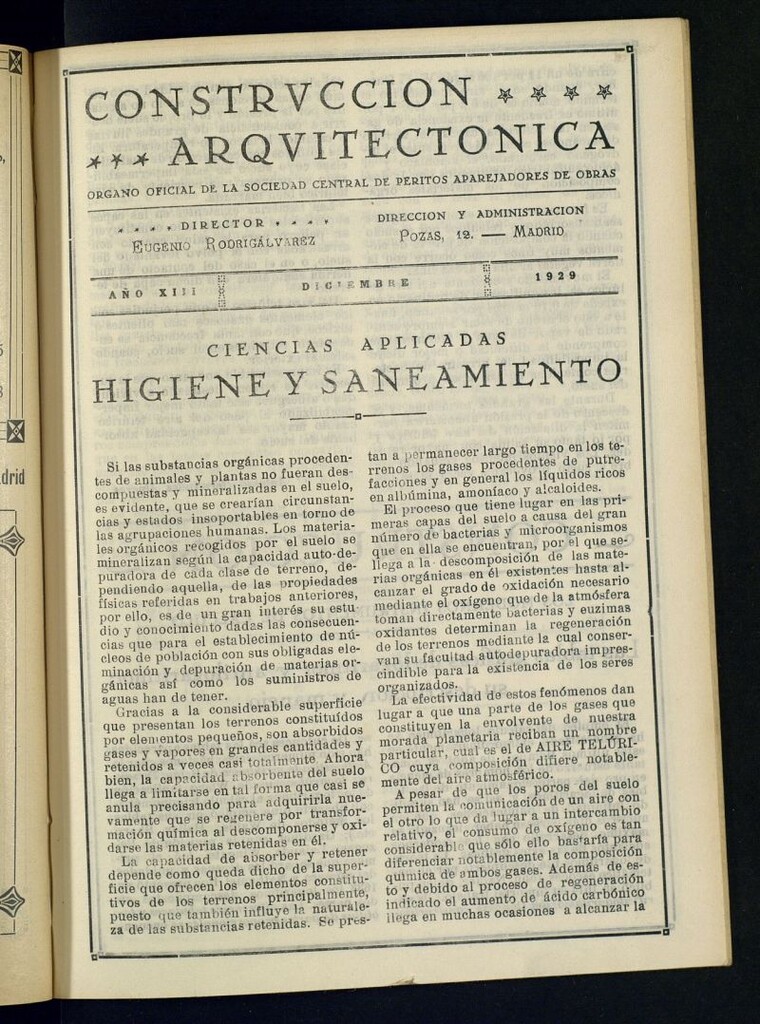 CONSTRVCCION
ARQVITECTONICA
ORGANO OFICIAL DE LA SOCIEDAD CENTRAL DE PERITOS APAREJADORES DE OBRAS
DIRECTOR
EUGENIO RODRIGÁLVAREZ
DIRECCION Y ADMINISTRACION
POZAS, 12. — MADRID
AÑO XIII DICIEMBRE 1929
CIENCIAS APLICADAS
HIGIENE Y SANEAMIENTO
Si las substancias orgánicas proceden-
tes de animales y plantas no fueran des-
compuestas y mineralizadas en el suelo,
es evidente, que se crearían circunstan-
cias y estados insoportables en torno de
las agrupaciones humanas. Los materia-
les orgánicos recogidos por el suelo se
mineralizan según la capacidad auto-de-
puradora de cada clase de terreno, de-
pendiendo aquella, de las propiedades
físicas referidas en trabajos anteriores,
por ello, es de un gran interés su estu-
dio y conocimiento dadas las consecuen-
cias que para el establecimiento de nú-
cleos de población con sus obligadas eli-
minación y depuración de materias or-
gánicas así como los suministros de
aguas han de tener.
Gracias a la considerable superficie
que presentan los terrenos constituídos
por elementos pequeños, son absorbidos
gases y vapores en grandes cantidades y
retenidos a veces casi totalmente Ahora
bien, la capacidad absorbente del suelo
llega a limitarse en tal forma que casi se
anula precisando para adquirirla nue-
vamente que se regenere por transfor-
mación química al descomponerse y oxi-
darse las materias retenidas en él.
La capacidad de absorber y retener
depende como queda dicho de la super-
ficie que ofrecen los elementos constitu-
tivos de los terrenos principalmente,
puesto que también influye la naturale-
za de las substancias retenidas. Se pres-
tan a permanecer largo tiempo en los te-
rrenos los gases procedentes de putre-
facciones y en general los líquidos ricos
en albúmina, amoníaco y alcaloides.
El proceso que tiene lugar en las pri-
meras capas del suelo a causa del gran
número de bacterias y microorganismos
que en ella se encuentran, por el que se-
llega a la descomposición de las mate-
rias orgánicas en él existentes hasta al-
canzar el grado de oxidación necesario
mediante el oxígeno que de la atmósfera
toman directamente bacterias y euzimas
oxidantes determinan la regeneración
de los terrenos mediante la cual conser-
van su facultad autodepuradora impres-
cindible para la existencia de los seres
organizados.
La efectividad de estos fenómenos dan
lugar a que una parte de los gases que
constituyen la envolvente de nuestra
morada planetaria reciban un nombre
particular, cual es el de AIRE TELÚRI-
CO cuya composición difiere notable-
mente del aire atmosférico.
A pesar de que los poros del suelo
permiten la comunicación de un aire con
el otro lo que da lugar a un intercambio
relativo, el consumo de oxígeno es tan
considerable que sólo ello bastaría para
diferenciar notablemente la composición
química de ambos gases. Además de es-
to y debido al proceso de regeneración
indicado el aumento de ácido carbónico
llega en muchas ocasiones a alcanzar la